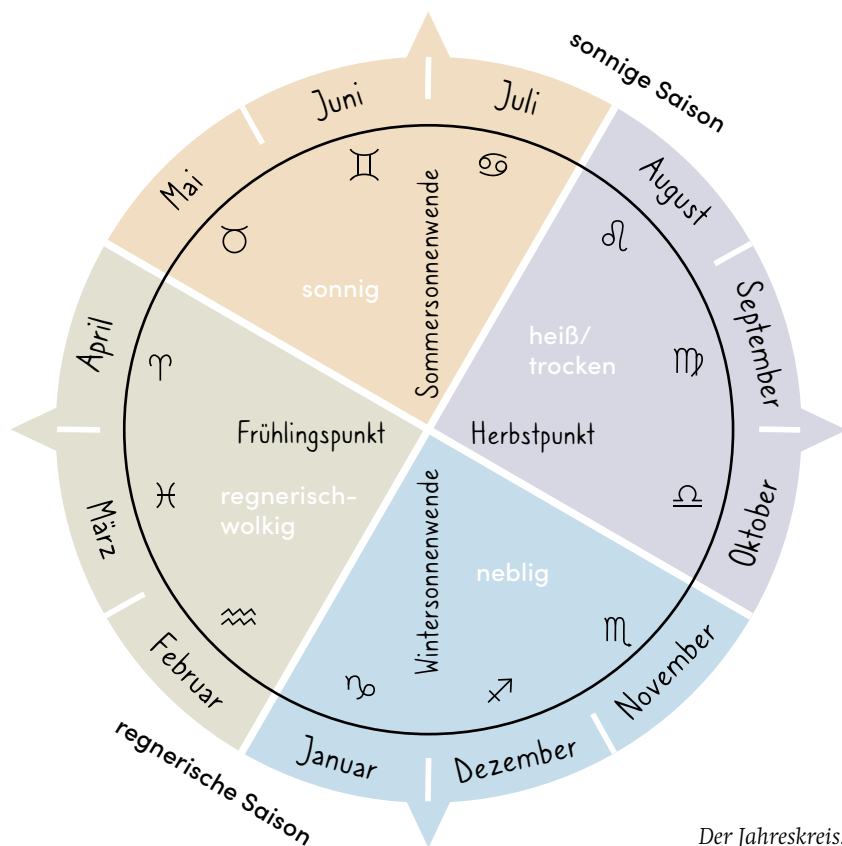 sonnige Saison
Juni
Juli
Mai
August
♊
♋
♉
♌
Sommersonnenwende
sonnig
April
September
heiß/
trocken
♈
♍
Frühlingspunkt
Herbstpunkt
März
♓
regnerisch-
wolkig
♎
Oktober
Wintersonnenwende
neblig
♒
♏
Februar
November
♑
♐
Januar
Dezember
regnerische Saison
Der Jahreskreis.